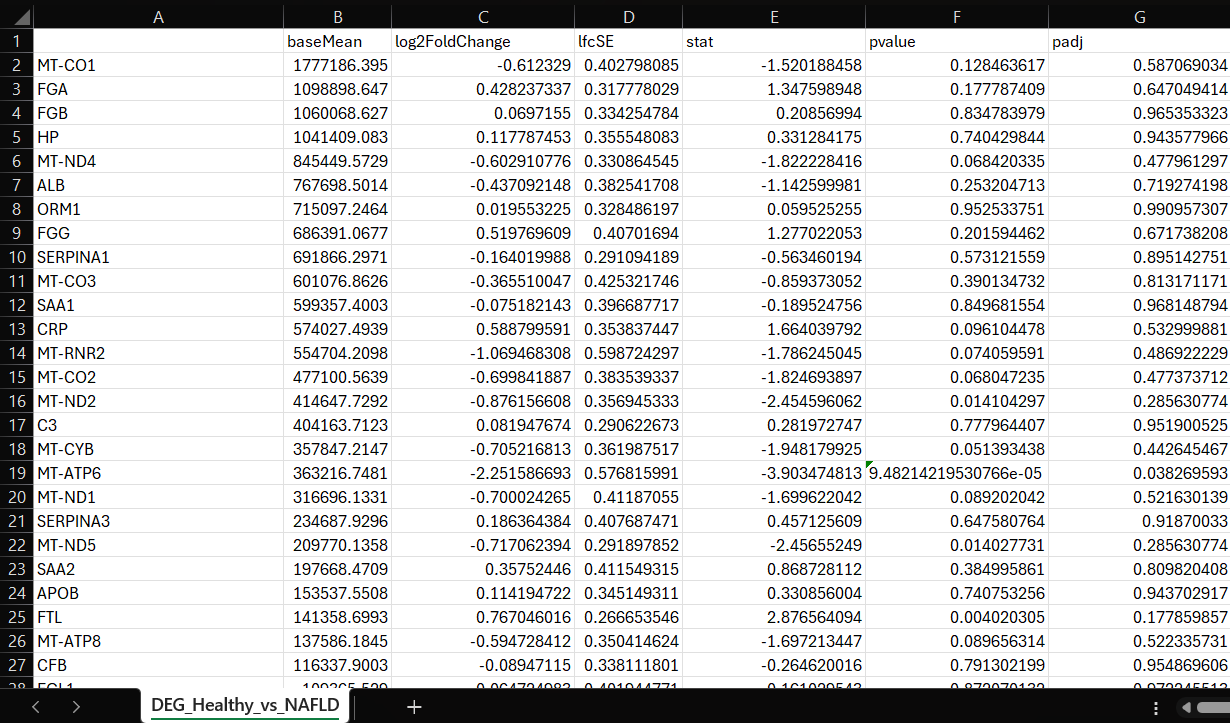 A B C D E F G
1 baseMean log2FoldChange lfcSE stat pvalue padj
2 MT-CO1 1777186.395 -0.612329 0.402798085 -1.520188458 0.128463617 0.587069034
3 FGA 1098898.647 0.428237337 0.317778029 1.347598948 0.177787409 0.647049414
4 FGB 1060068.627 0.0697155 0.334254784 0.20856994 0.834783979 0.965353323
5 HP 1041409.083 0.117787453 0.355548083 0.331284175 0.740429844 0.943577966
6 MT-ND4 845449.5729 -0.602910776 0.330864545 -1.822228416 0.068420335 0.477961297
7 ALB 767698.5014 -0.437092148 0.382541708 -1.142599981 0.253204713 0.719274198
8 ORM1 715097.2464 0.019553225 0.328486197 0.059525255 0.952533751 0.990957307
9 FGG 686391.0677 0.519769609 0.40701694 1.277022053 0.201594462 0.671738208
10 SERPINA1 691866.2971 -0.164019988 0.291094189 -0.563460194 0.573121559 0.895142751
11 MT-CO3 601076.8626 -0.365510047 0.425321746 -0.859373052 0.390134732 0.813171171
12 SAA1 599357.4003 -0.075182143 0.396687717 -0.189524756 0.849681554 0.968148794
13 CRP 574027.4939 0.588799591 0.353837447 1.664039792 0.096104478 0.532999881
14 MT-RNR2 554704.2098 -1.069468308 0.598724297 -1.786245045 0.074059591 0.486922229
15 MT-CO2 477100.5639 -0.699841887 0.383539337 -1.824693897 0.068047235 0.477373712
16 MT-ND2 414647.7292 -0.876156608 0.356945333 -2.454596062 0.014104297 0.285630774
17 C3 404163.7123 0.081947674 0.290622673 0.281972747 0.777964407 0.951900525
18 MT-CYB 357847.2147 -0.705216813 0.361987517 -1.948179925 0.051393438 0.442645467
19 MT-ATP6 363216.7481 -2.251586693 0.576815991 -3.903474813 9.48214219530766e-05 0.038269593
20 MT-ND1 316696.1331 -0.700024265 0.41187055 -1.699622042 0.089202042 0.521630139
21 SERPINA3 234687.9296 0.186364384 0.407687471 0.457125609 0.647580764 0.91870033
22 MT-ND5 209770.1358 -0.717062394 0.291897852 -2.45655249 0.014027731 0.285630774
23 SAA2 197668.4709 0.35752446 0.411549315 0.868728112 0.384995861 0.809820408
24 APOB 153537.5508 0.114194722 0.345149311 0.330856004 0.740753256 0.943702917
25 FTL 141358.6993 0.767046016 0.266653546 2.876564094 0.004020305 0.177859857
26 MT-ATP8 137586.1845 -0.594728412 0.350414624 -1.697213447 0.089656314 0.522335731
27 CFB 116337.9003 -0.08947115 0.338111801 -0.264620016 0.791302199 0.954869606
DEG_Healthy_vs_NAFLD